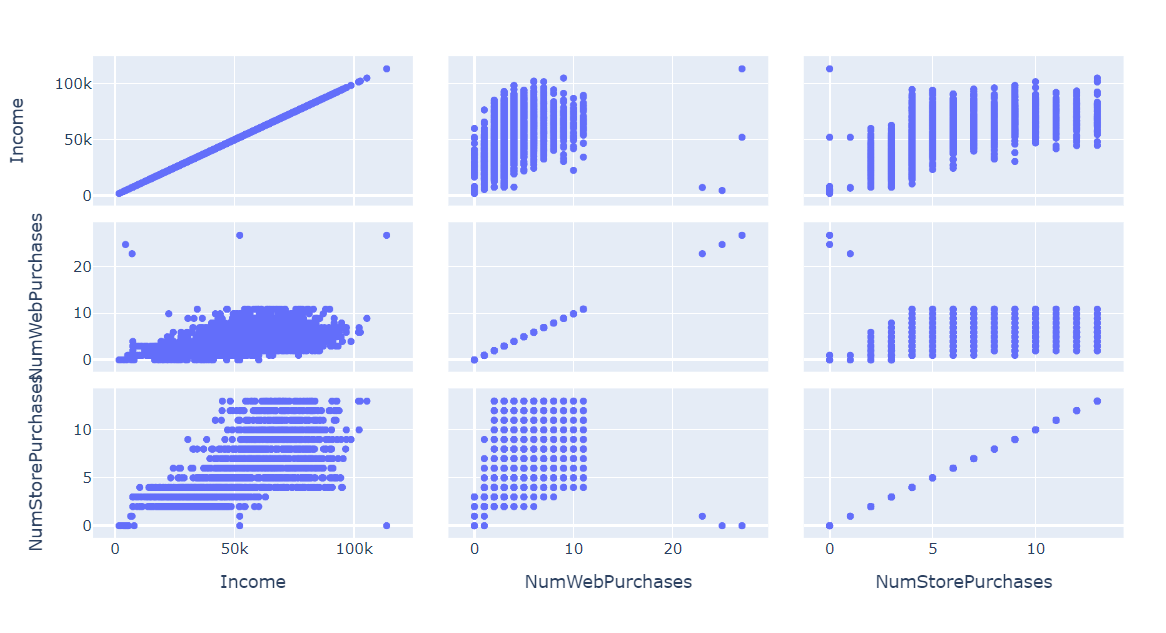 Income
100k
50k
0
NumWebPurchases
20
10
0
NumStorePurchases
10
5
0
0 50k 100k
0 10 20
0 5 10
Income
NumWebPurchases
NumStorePurchases